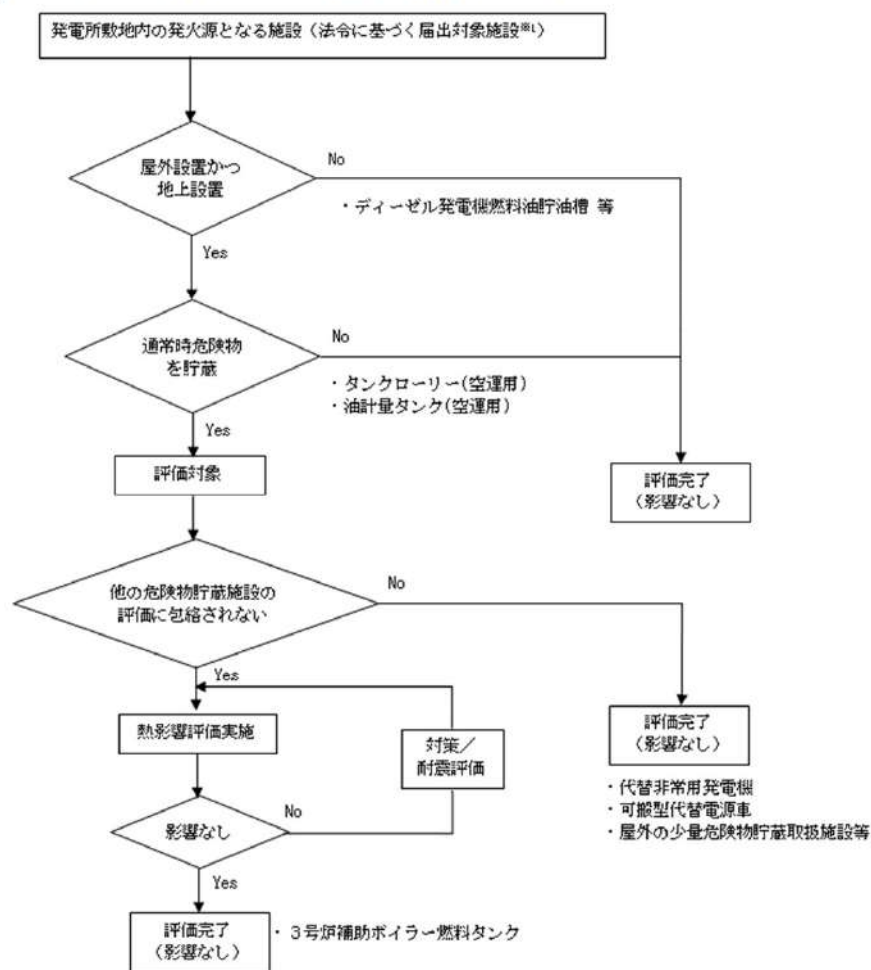 発電所敷地内の発火源となる施設（法令に基づく届出対象施設※1）
屋外設置かつ
地上設置
No
・ディーゼル発電機燃料油貯油槽 等
Yes
通常時危険物
を貯蔵
No
・タンクローリー(空運用)
・油計量タンク(空運用)
Yes
評価対象
評価完了
（影響なし）
他の危険物貯蔵施設の
評価に包絡されない
No
Yes
熱影響評価実施
対策／
耐震評価
評価完了
（影響なし）
・代替非常用発電機
・可搬型代替電源車
・屋外の少量危険物貯蔵取扱施設等
影響なし
No
Yes
評価完了
（影響なし）
・３号炉補助ボイラー燃料タンク